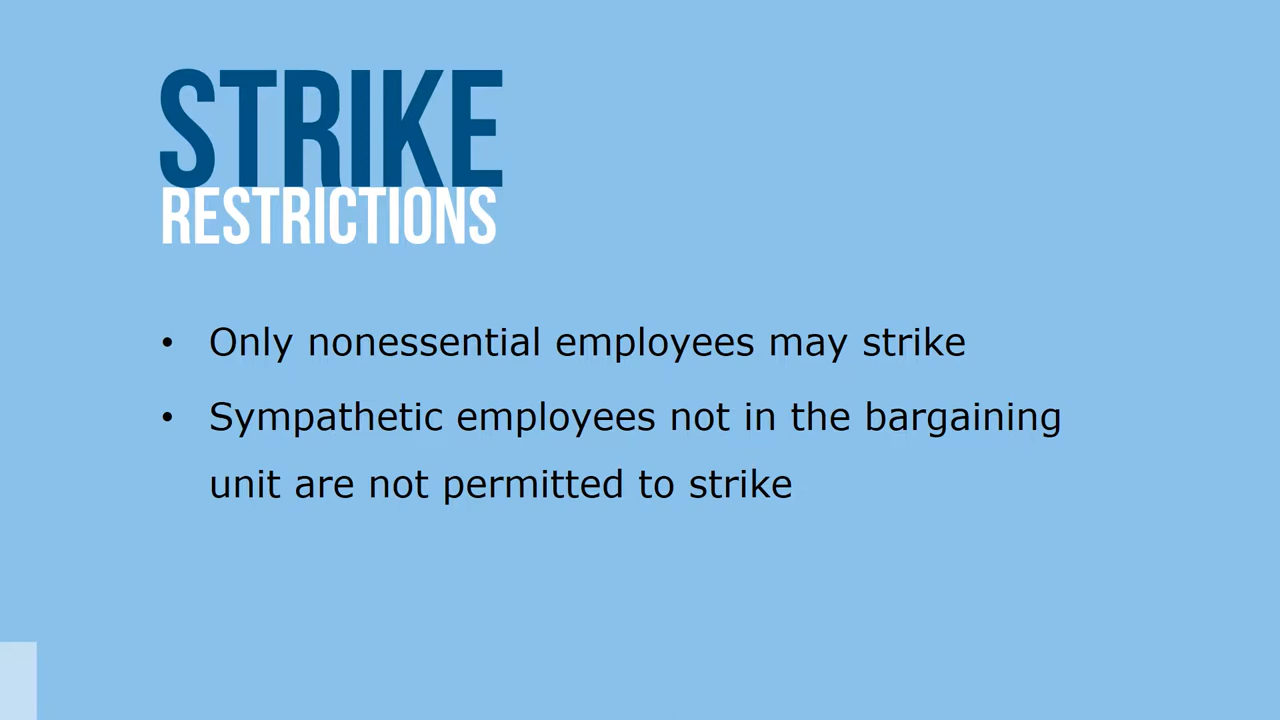 STRIKE
RESTRICTIONS
• Only nonessential employees may strike
• Sympathetic employees not in the bargaining
unit are not permitted to strike